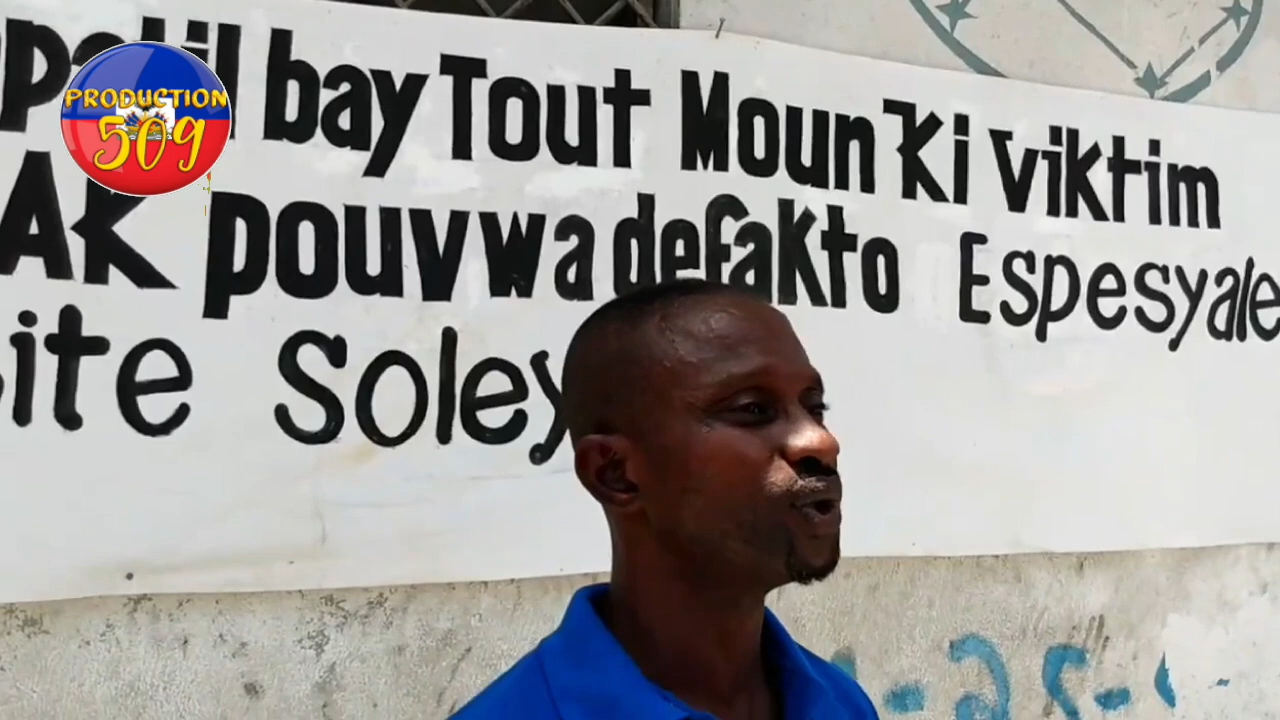 PRODUCTION
509
bay Tout Moun ki viktim
AK pouvwa defakto Espesyale
Site Soley